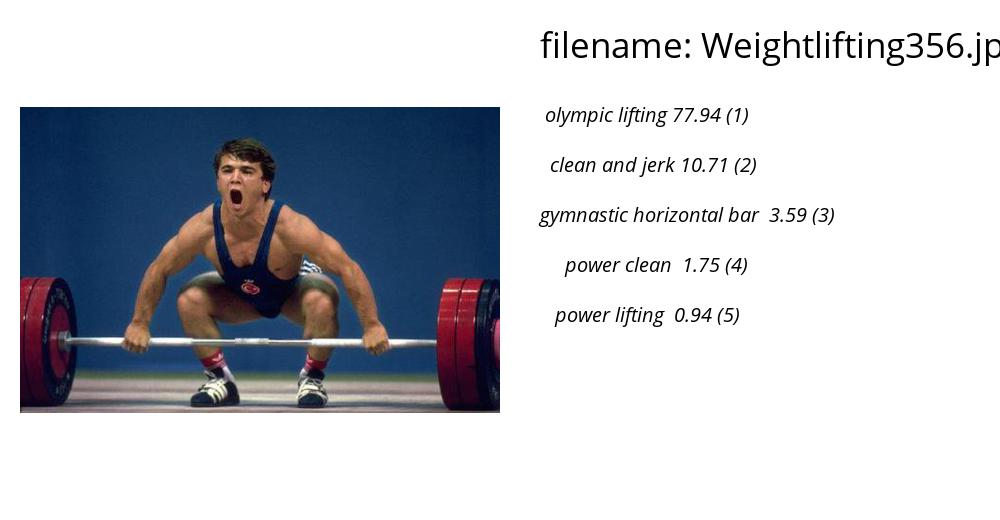 filename: Weightlifting356.jp
olympic lifting 77.94 (1)
clean and jerk 10.71 (2)
gymnastic horizontal bar 3.59 (3)
power clean 1.75 (4)
power lifting 0.94 (5)